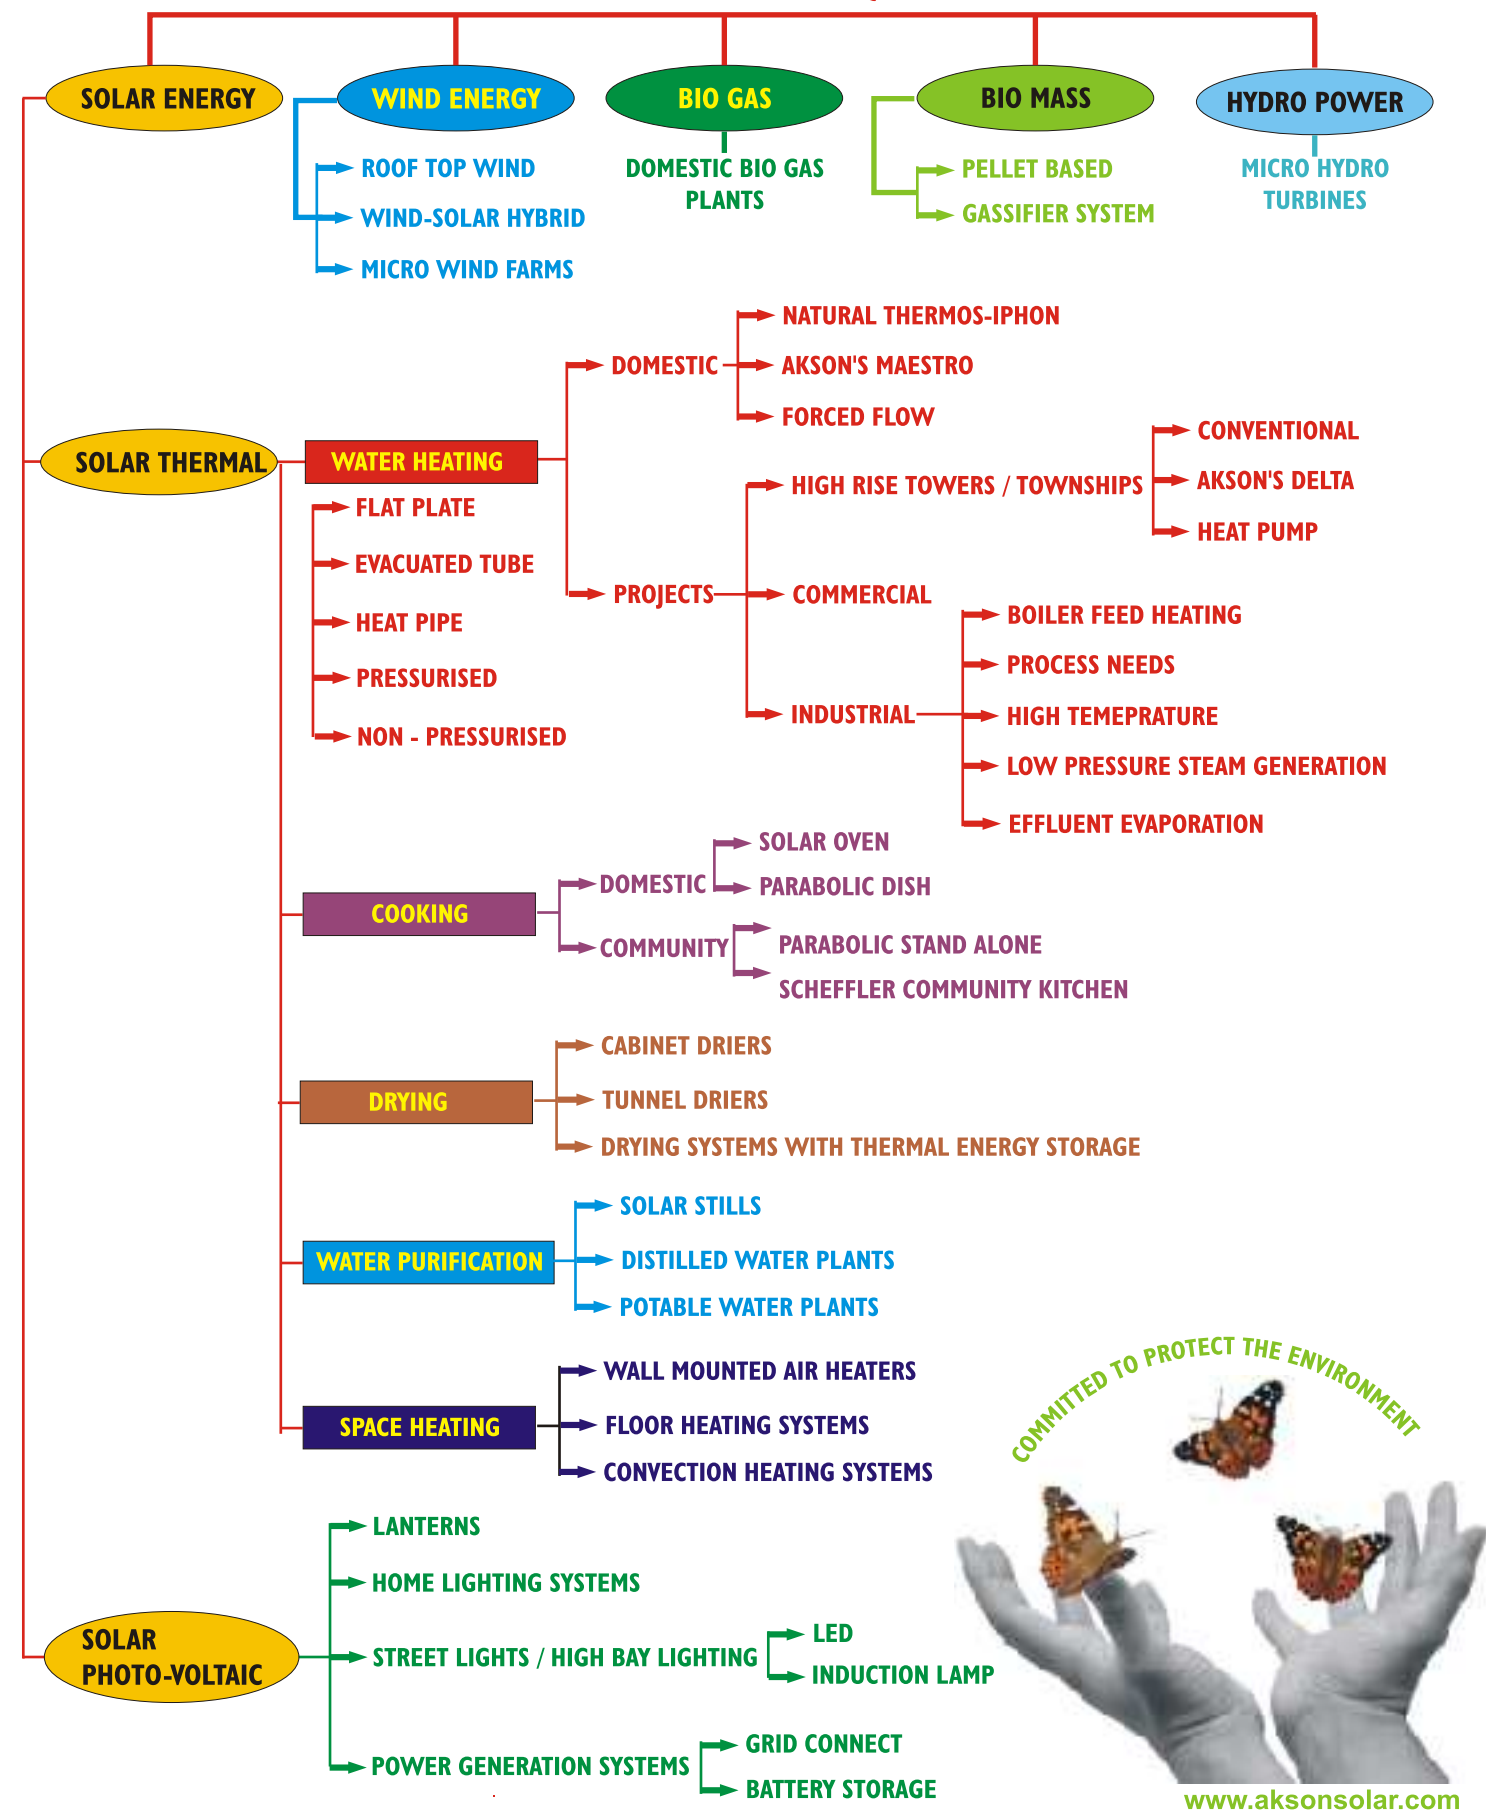 SOLAR ENERGY
WIND ENERGY
BIO GAS
BIO MASS
HYDRO POWER
ROOF TOP WIND
WIND-SOLAR HYBRID
MICRO WIND FARMS
DOMESTIC BIO GAS
PLANTS
PELLET BASED
GASSIFIER SYSTEM
MICRO HYDRO
TURBINES
SOLAR THERMAL
WATER HEATING
FLAT PLATE
EVACUATED TUBE
HEAT PIPE
PRESSURISED
NON - PRESSURISED
DOMESTIC
NATURAL THERMOS-IPHON
AKSON'S MAESTRO
FORCED FLOW
PROJECTS
HIGH RISE TOWERS / TOWNSHIPS
CONVENTIONAL
AKSON'S DELTA
HEAT PUMP
COMMERCIAL
INDUSTRIAL
BOILER FEED HEATING
PROCESS NEEDS
HIGH TEMEPRATURE
LOW PRESSURE STEAM GENERATION
EFFLUENT EVAPORATION
COOKING
DOMESTIC
SOLAR OVEN
PARABOLIC DISH
COMMUNITY
PARABOLIC STAND ALONE
SCHEFFLER COMMUNITY KITCHEN
DRYING
CABINET DRIERS
TUNNEL DRIERS
DRYING SYSTEMS WITH THERMAL ENERGY STORAGE
WATER PURIFICATION
SOLAR STILLS
DISTILLED WATER PLANTS
POTABLE WATER PLANTS
SPACE HEATING
WALL MOUNTED AIR HEATERS
FLOOR HEATING SYSTEMS
CONVECTION HEATING SYSTEMS
SOLAR
PHOTO-VOLTAIC
LANTERNS
HOME LIGHTING SYSTEMS
STREET LIGHTS / HIGH BAY LIGHTING
LED
INDUCTION LAMP
POWER GENERATION SYSTEMS
GRID CONNECT
BATTERY STORAGE
COMMITTED TO PROTECT THE ENVIRONMENT
www.aksonsolar.com